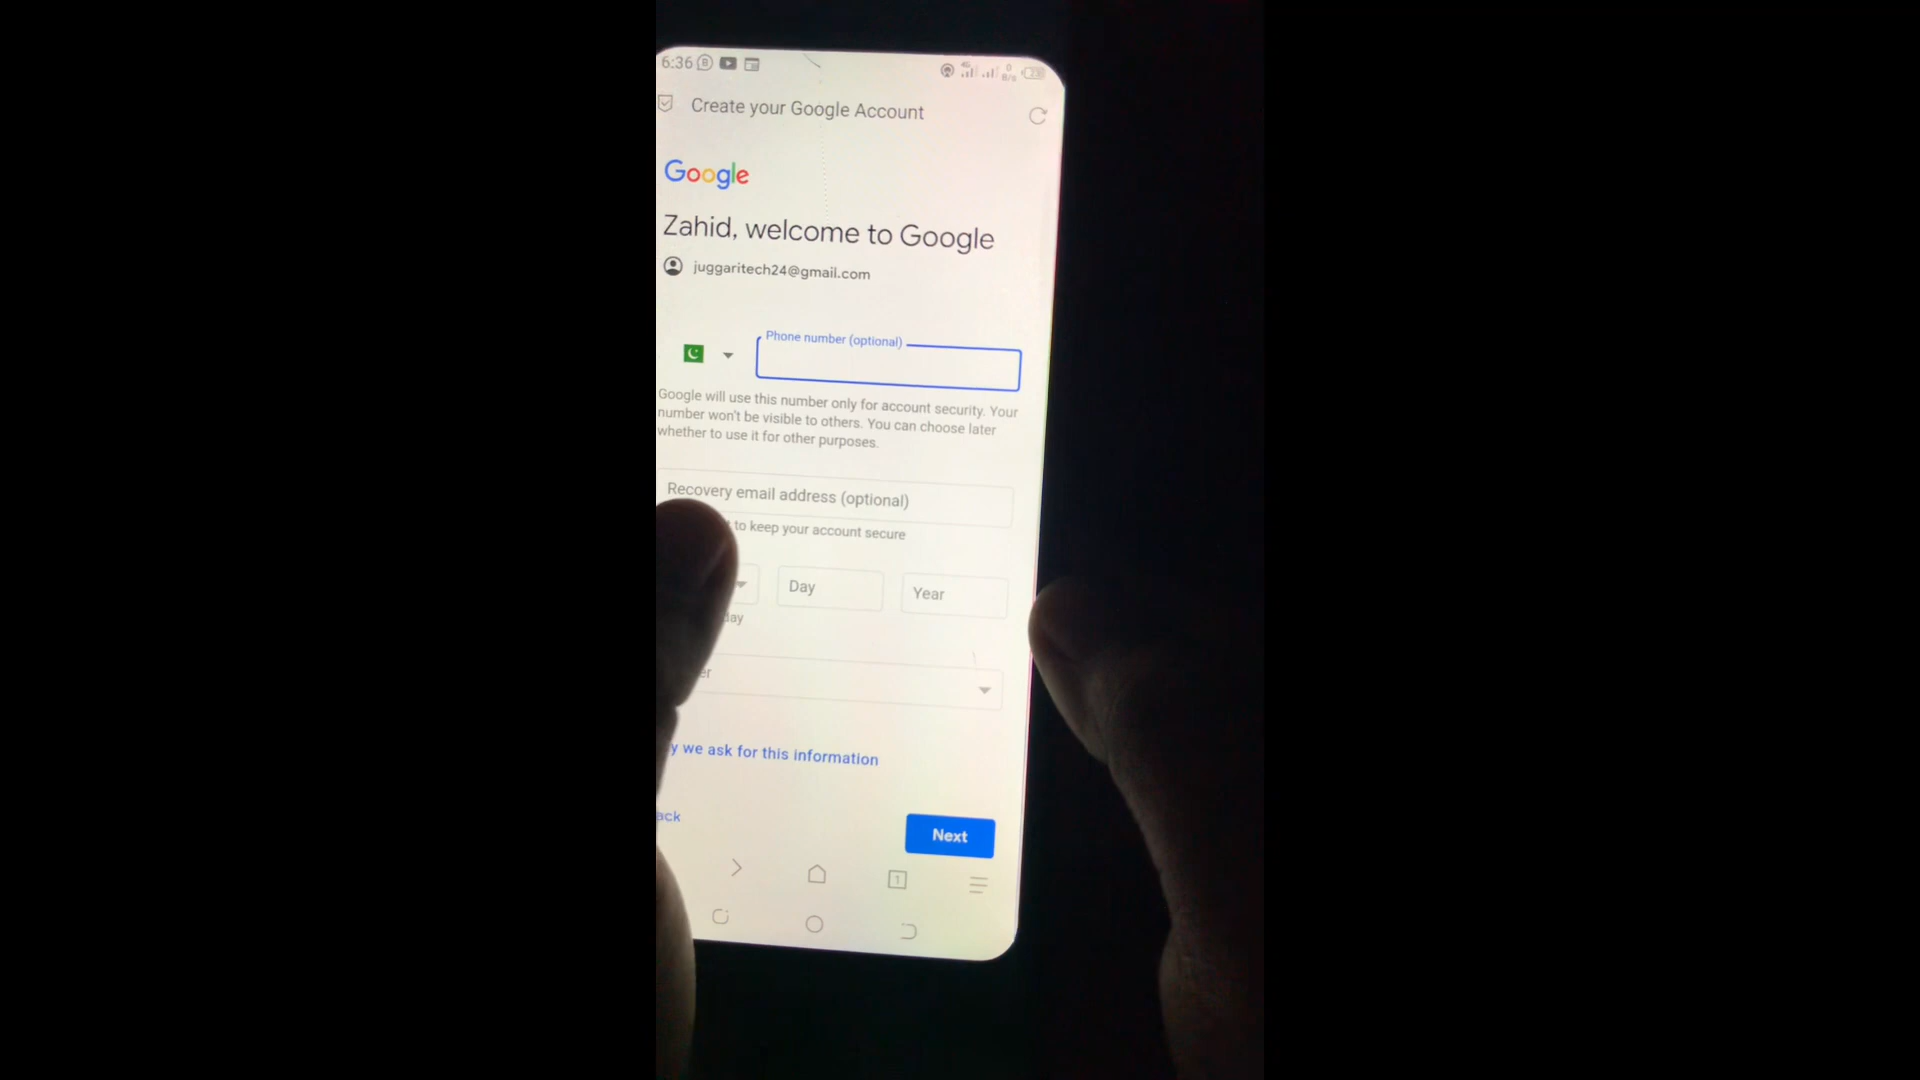 6:36
4G 0 B/s
Create your Google Account
Google
Zahid, welcome to Google
juggaritech24@gmail.com
Phone number (optional)
Google will use this number only for account security. Your
number won't be visible to others. You can choose later
whether to use it for other purposes.
Recovery email address (optional)
to keep your account secure
Day Year
we ask for this information
Next
1